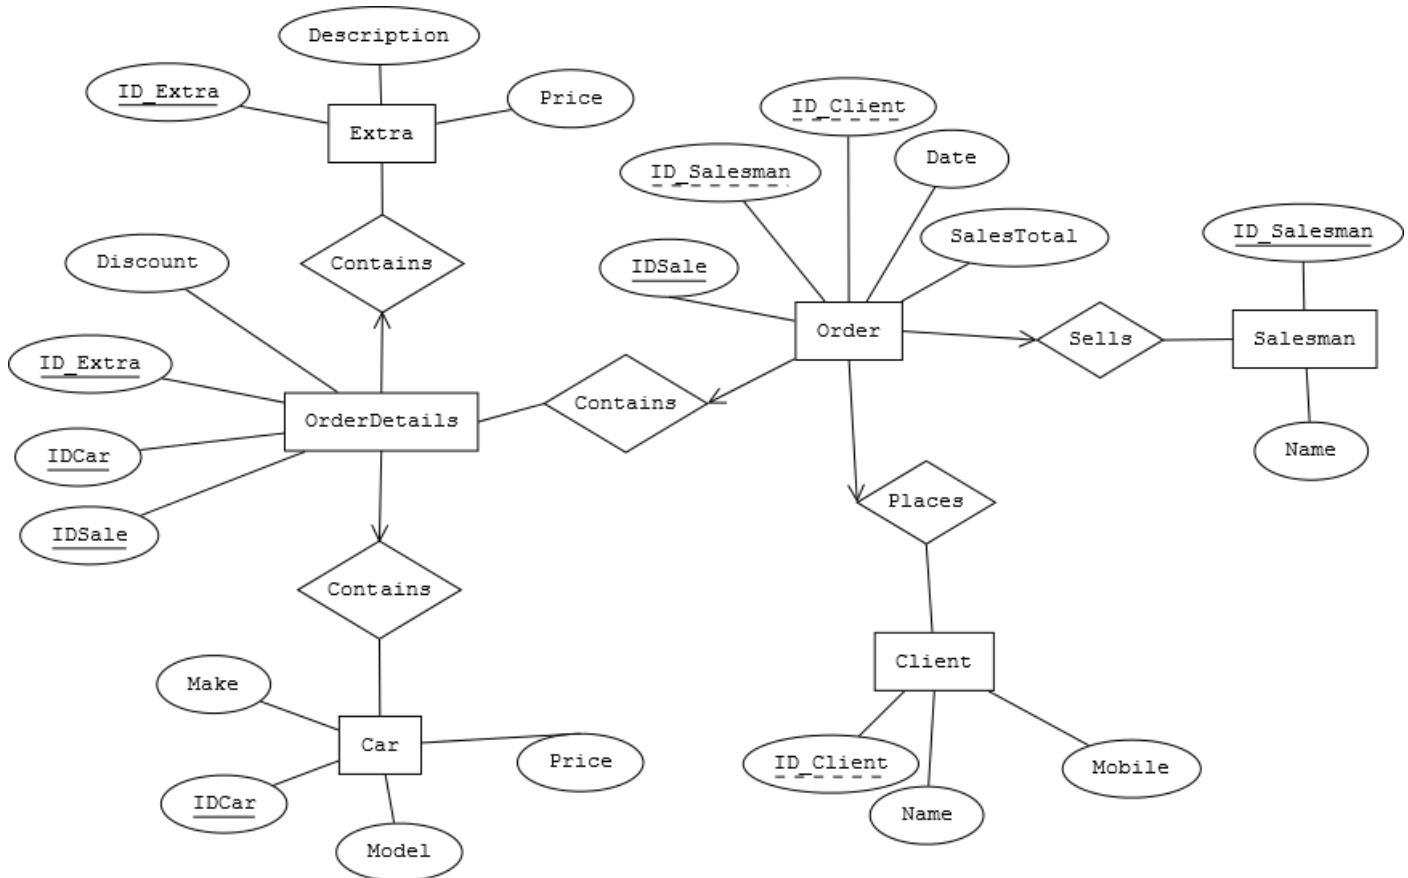 Description
ID_Extra
Price
Extra
ID_Client
Date
ID_Salesman
SalesTotal
ID_Salesman
Discount
Contains
IDSale
Order
Sells
Salesman
ID_Extra
OrderDetails
Contains
IDCar
Name
IDSale
Places
Contains
Client
Make
Car
Price
ID_Client
Mobile
IDCar
Name
Model